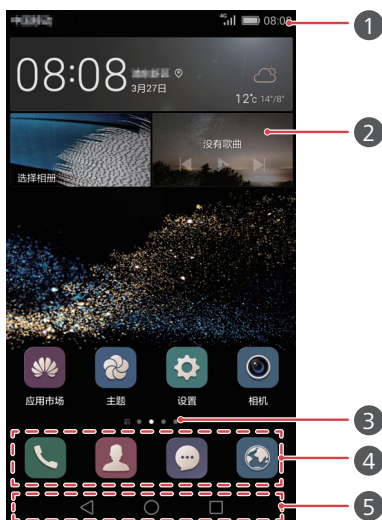 4G 08:08
08:08
3月27日
12°c 14°/8°
没有歌曲
选择相册
应用市场 主题 设置 相机
1
2
3
4
5